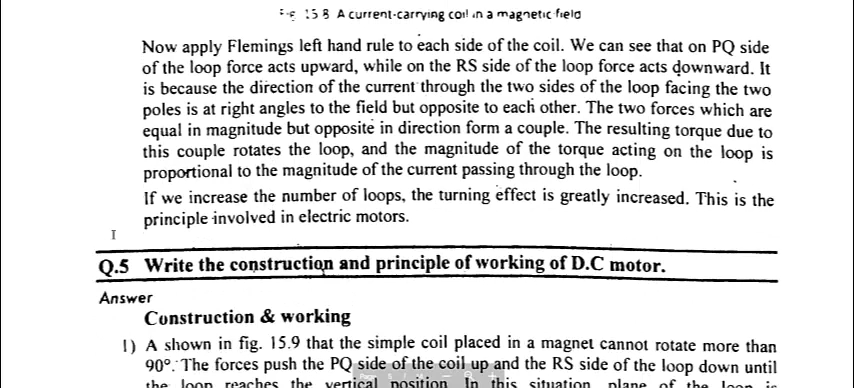 Fig 15.8 A current-carrying coil in a magnetic field
Now apply Flemings left hand rule to each side of the coil. We can see that on PQ side
of the loop force acts upward, while on the RS side of the loop force acts downward. It
is because the direction of the current through the two sides of the loop facing the two
poles is at right angles to the field but opposite to each other. The two forces which are
equal in magnitude but opposite in direction form a couple. The resulting torque due to
this couple rotates the loop, and the magnitude of the torque acting on the loop is
proportional to the magnitude of the current passing through the loop.
If we increase the number of loops, the turning effect is greatly increased. This is the
principle involved in electric motors.
Q.5 Write the construction and principle of working of D.C motor.
Answer
Construction & working
1) A shown in fig. 15.9 that the simple coil placed in a magnet cannot rotate more than
90°. The forces push the PQ side of the coil up and the RS side of the loop down until
the loop reaches the vertical position. In this situation, plane of the loop is